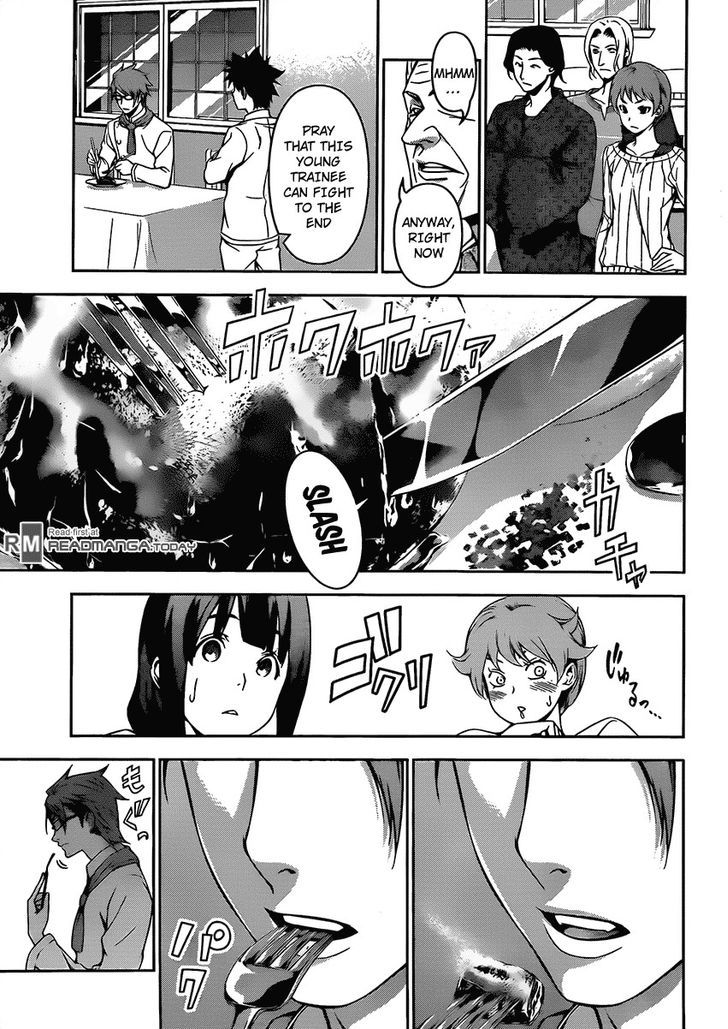 MHMM
...
ANYWAY,
RIGHT
NOW
PRAY
THAT THIS
YOUNG
TRAINEE
CAN FIGHT
TO THE
END
ホクホクァ
SLASH
ガチャ
Read first at
RM READMANGA.TODAY
じゅるっ...
ゴクリ
パク
もぐっ